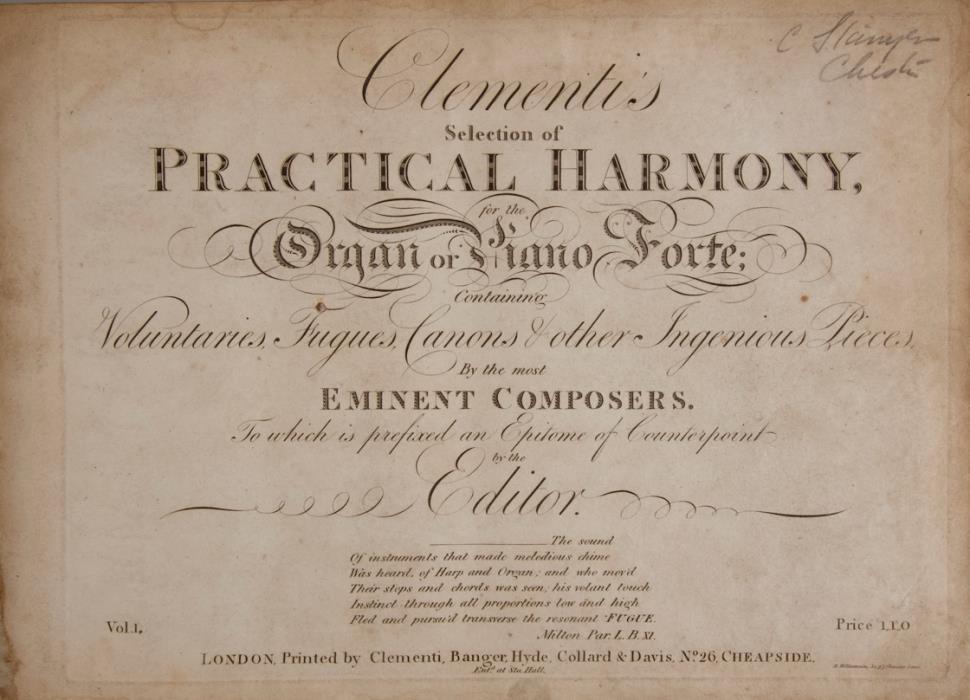 C Stanyer
Clementi's
Selection of
PRACTICAL HARMONY,
for the
Organ or Piano Forte;
Containing
Voluntaries, Fugues, Canons & other Ingenious Pieces,
By the most
EMINENT COMPOSERS.
To which is prefixed an Epitome of Counterpoint
by the
Editor.
The sound
Of instruments that made melodious chime
Was heard, of Harp and Organ; and who mov'd
Their stops and chords was seen; his volant touch
Instinct through all proportions low and high
Fled and pursu'd transverse the resonant FUGUE.
Milton Par. L. B. XI.
Vol.I.
Price 1,1,0
LONDON, Printed by Clementi, Banger, Hyde, Collard & Davis, No. 26, CHEAPSIDE.
Entd. at Sta. Hall.